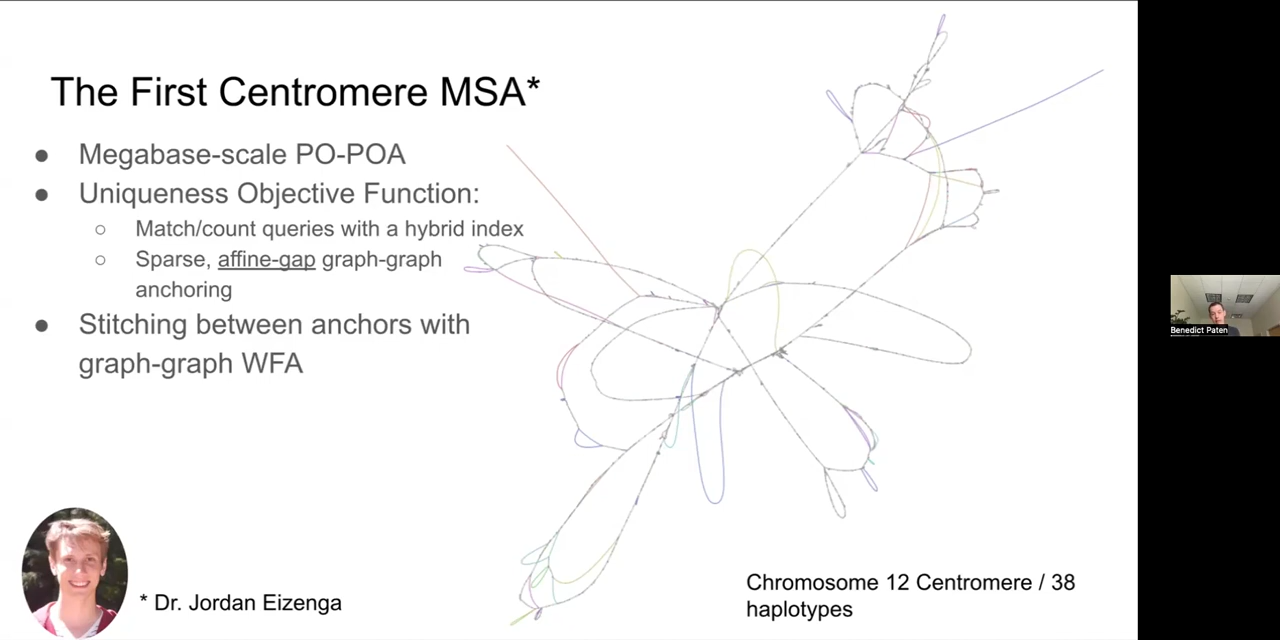 The First Centromere MSA*
● Megabase-scale PO-POA
● Uniqueness Objective Function:
○ Match/count queries with a hybrid index
○ Sparse, affine-gap graph-graph
anchoring
● Stitching between anchors with
graph-graph WFA
* Dr. Jordan Eizenga
Chromosome 12 Centromere / 38
haplotypes
Benedict Paten